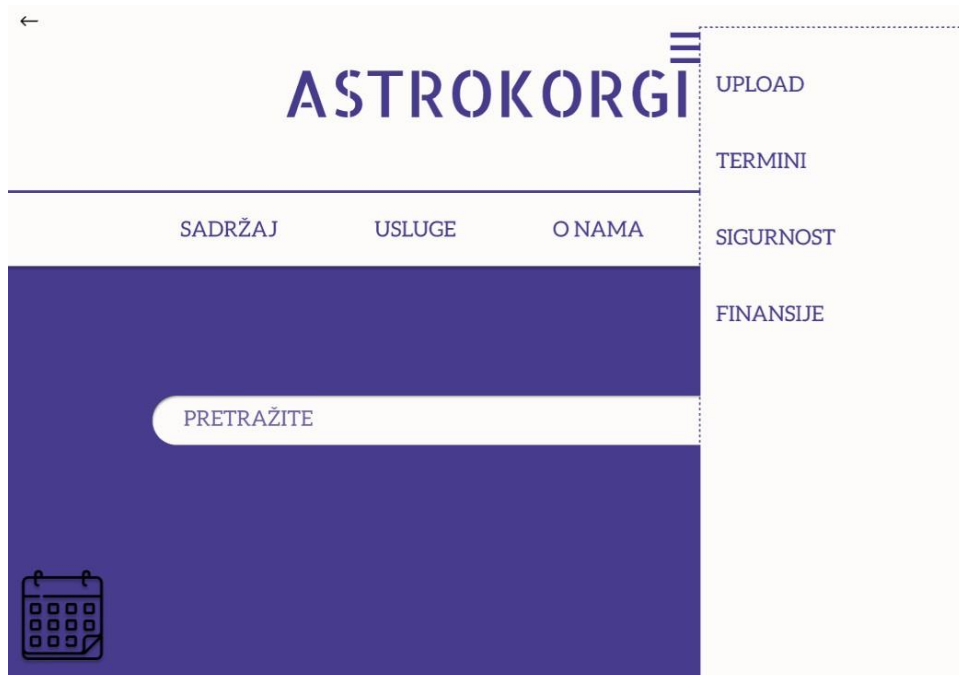 ASTROKORGI
SADRŽAJ
USLUGE
O NAMA
PRETRAŽITE
UPLOAD
TERMINI
SIGURNOST
FINANSIJE